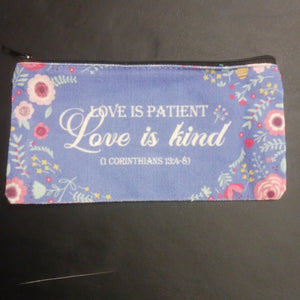 LOVE IS PATIENT
Love is kind
(1 CORINTHIANS 13:4-8)